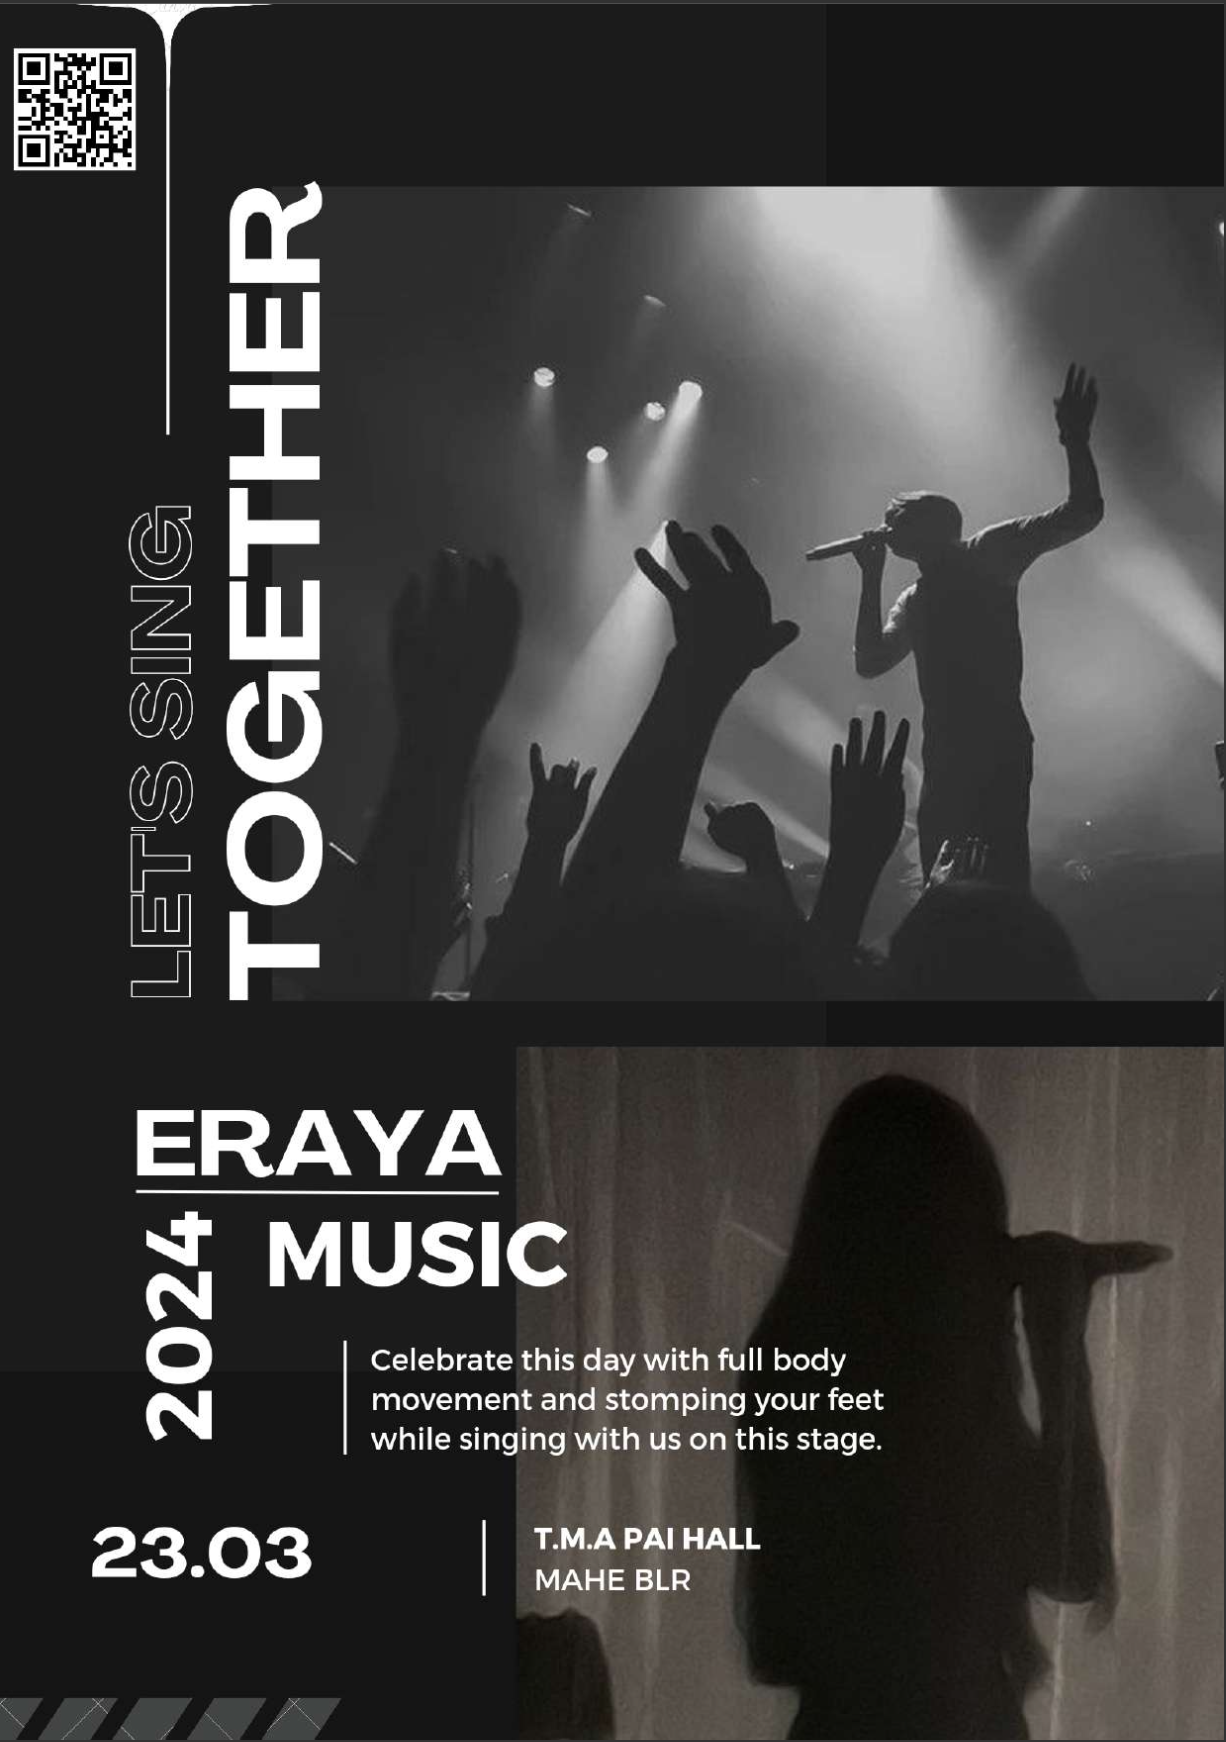 LET'S SING
TOGETHER
ERAYA
2024
MUSIC
Celebrate this day with full body
movement and stomping your feet
while singing with us on this stage.
23.03
T.M.A PAI HALL
MAHE BLR